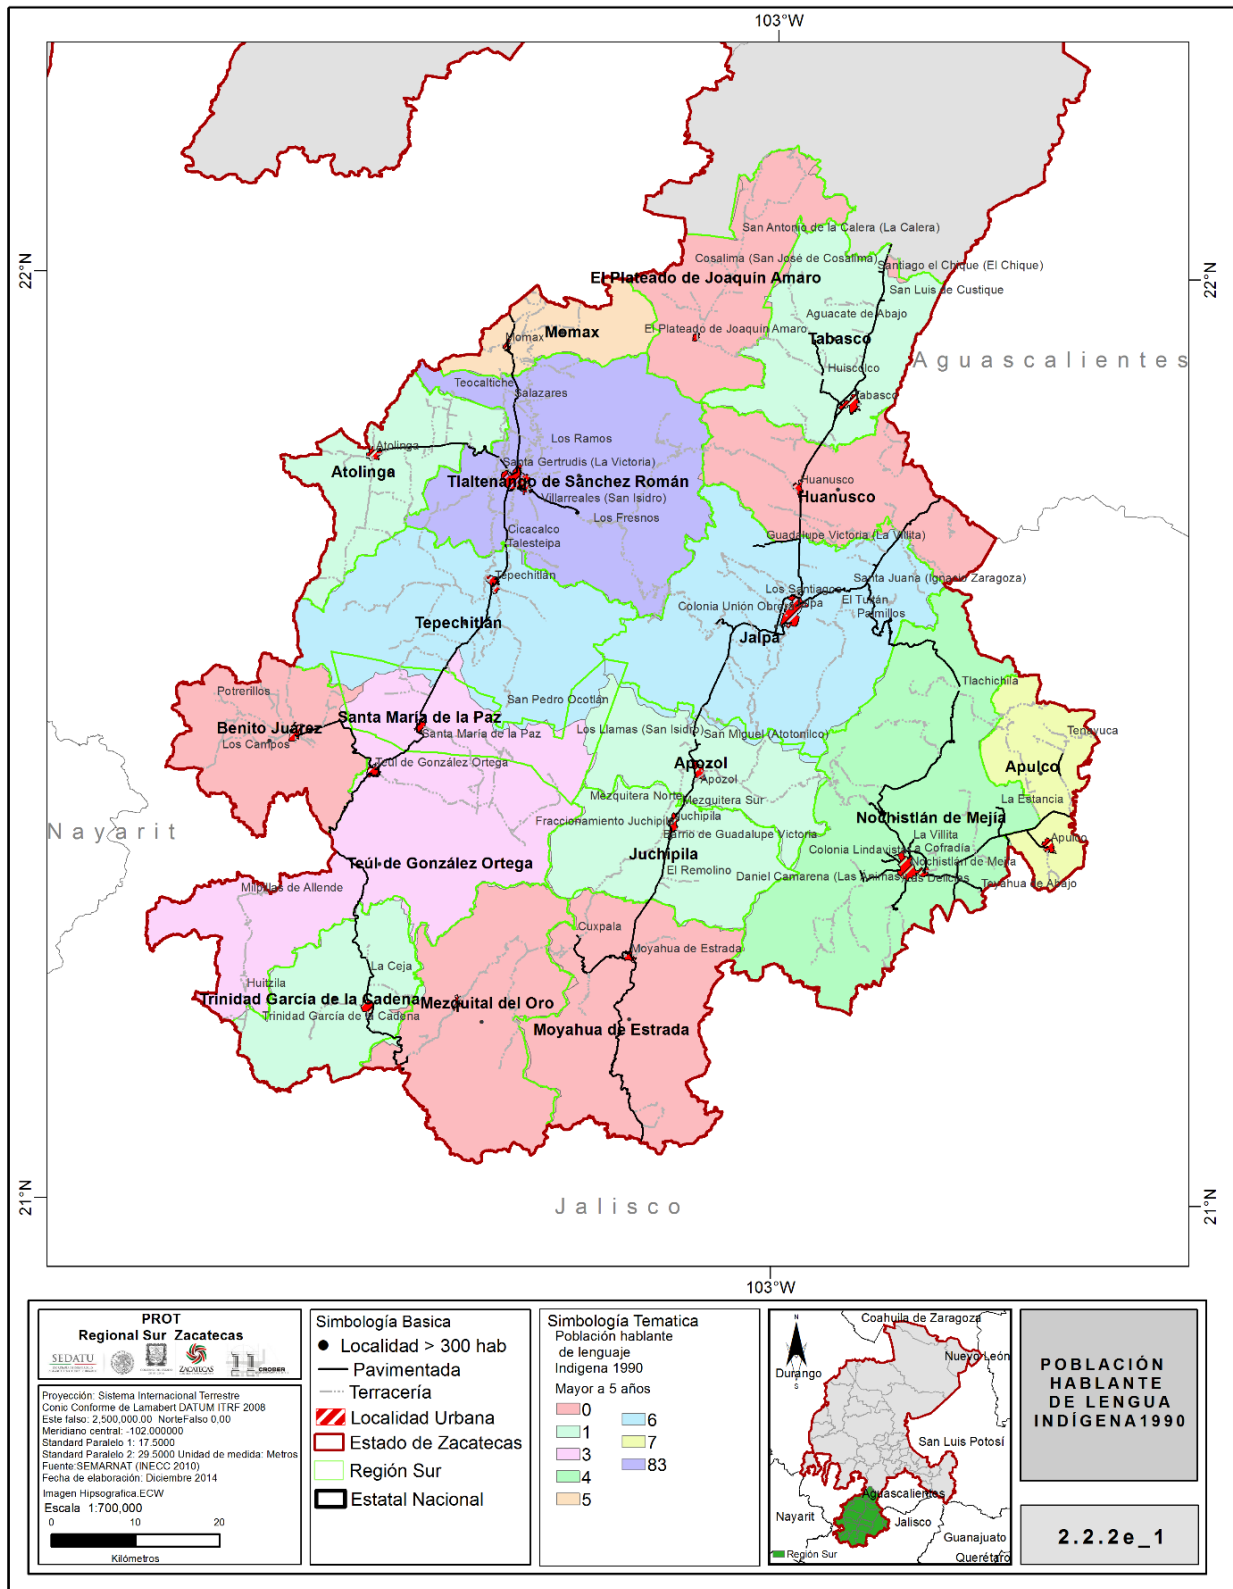 103°W
22°N
22°N
San Antonio de la Calera (La Calera)
Cosalima (San José de Cosalima)
Santiago el Chique (El Chique)
El Plateado de Joaquín Amaro
San Luis de Custique
Aguacate de Abajo
El Plateado de Joaquín Amaro
Momax
Momax
Tabasco
Aguascalientes
Huiscolco
Tabasco
Teocaltiche
Salazares
Los Ramos
Atolinga
Atolinga
Santa Gertrudis (La Victoria)
Tlaltenango de Sánchez Román
Villarreales (San Isidro)
Los Fresnos
Huanusco
Huanusco
Cicacalco
Talesteipa
Guadalupe Victoria (La Villita)
Tepechitlán
Tepechitlán
Santa Juana (Ignacio Zaragoza)
Los Santiagos
Colonia Unión Obrera
El Tuitán
Palmillos
Jalpa
Tlachichila
Potrerillos
San Pedro Ocotlán
Benito Juárez
Los Campos
Santa María de la Paz
Santa María de la Paz
Los Llamas (San Isidro)
San Miguel (Atotonilco)
Tenayuca
Teúl de González Ortega
Apozol
Apozol
Apulco
Mezquitera Norte
Mezquitera Sur
La Estancia
Nayarit
Fraccionamiento Juchipila
Juchipila
Barrio de Guadalupe Victoria
Nochistlán de Mejía
La Villita
La Cofradía
Colonia Lindavista
Apulco
Juchipila
El Remolino
Nochistlán de Mejía
Daniel Camarena (Las Animas)
Las Delicias
Teyahua de Abajo
Teúl de González Ortega
Milpillas de Allende
Cuxpala
Moyahua de Estrada
La Ceja
Huitzila
Trinidad García de la Cadena
Trinidad García de la Cadena
Mezquital del Oro
Moyahua de Estrada
21°N
21°N
Jalisco
103°W
PROT
Regional Sur Zacatecas
SEDATU
ZACATECAS
Proyección: Sistema Internacional Terrestre
Conic Conforme de Lamabert DATUM ITRF 2008
Este falso: 2,500,000.00 NorteFalso 0,00
Meridiano central: -102.000000
Standard Paralelo 1: 17.5000
Standard Paralelo 2: 29.5000 Unidad de medida: Metros
Fuente:SEMARNAT (INECC 2010)
Fecha de elaboración: Diciembre 2014
Imagen Hipsografica.ECW
Escala 1:700,000
0 10 20
Kilómetros
Simbología Basica
Localidad > 300 hab
Pavimentada
Terracería
Localidad Urbana
Estado de Zacatecas
Región Sur
Estatal Nacional
Simbología Tematica
Población hablante
de lenguaje
Indigena 1990
Mayor a 5 años
0
1
3
4
5
6
7
83
N
S
Coahuila de Zaragoza
Nuevo León
Durango
San Luis Potosí
Aguascalientes
Nayarit
Jalisco
Guanajuato
Querétaro
Región Sur
POBLACIÓN
HABLANTE
DE LENGUA
INDÍGENA1990
2.2.2e_1